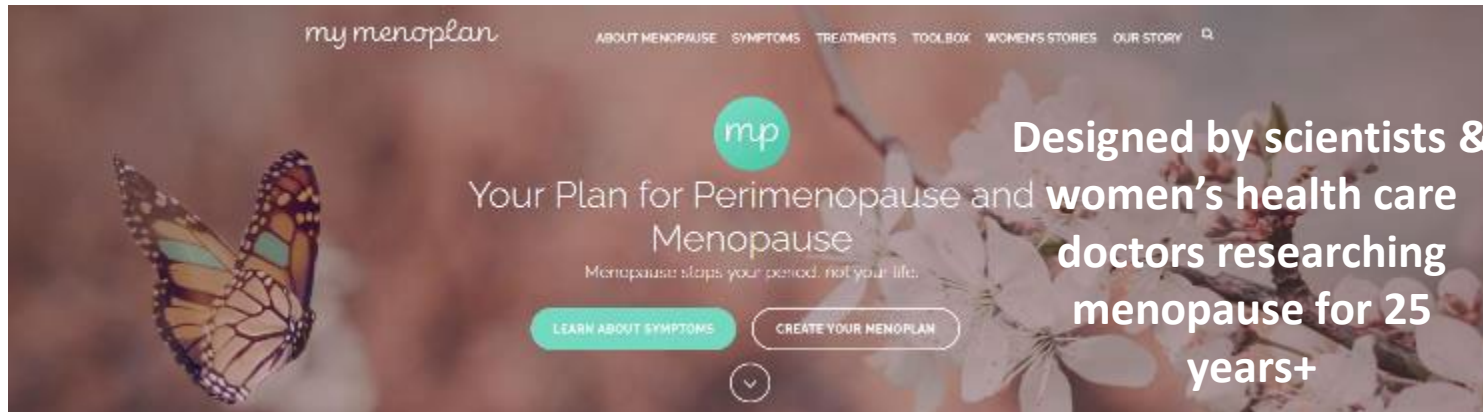 my menoplan
ABOUT MENOPAUSE SYMPTOMS TREATMENTS TOOLBOX WOMEN'S STORIES OUR STORY
mp
Your Plan for Perimenopause and
Menopause
Menopause stops your period, not your life.
LEARN ABOUT SYMPTOMS CREATE YOUR MENOPLAN
Designed by scientists &
women’s health care
doctors researching
menopause for 25
years+